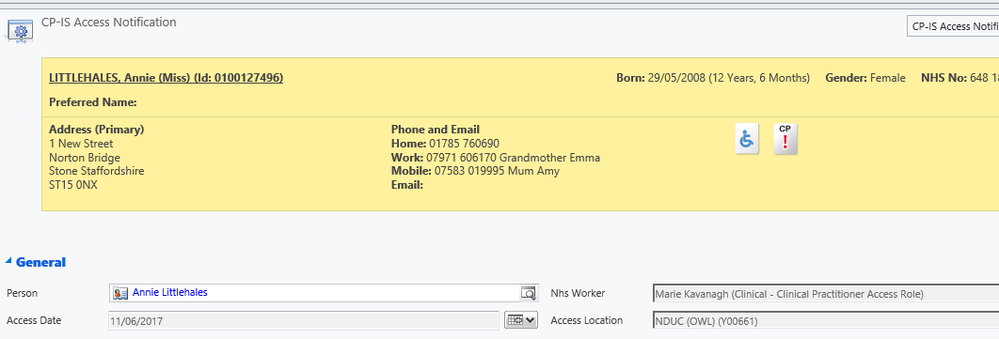 CP-IS Access Notification
CP-IS Access Notifi
LITTLEHALES, Annie (Miss) (Id: 0100127496)
Born: 29/05/2008 (12 Years, 6 Months) Gender: Female NHS No: 648 18
Preferred Name:
Address (Primary)
1 New Street
Norton Bridge
Stone Staffordshire
ST15 0NX
Phone and Email
Home: 01785 760690
Work: 07971 606170 Grandmother Emma
Mobile: 07583 019995 Mum Amy
Email:
CP
!
General
Person Annie Littlehales Nhs Worker Marie Kavanagh (Clinical - Clinical Practitioner Access Role)
Access Date 11/06/2017 Access Location NDUC (OWL) (Y00661)